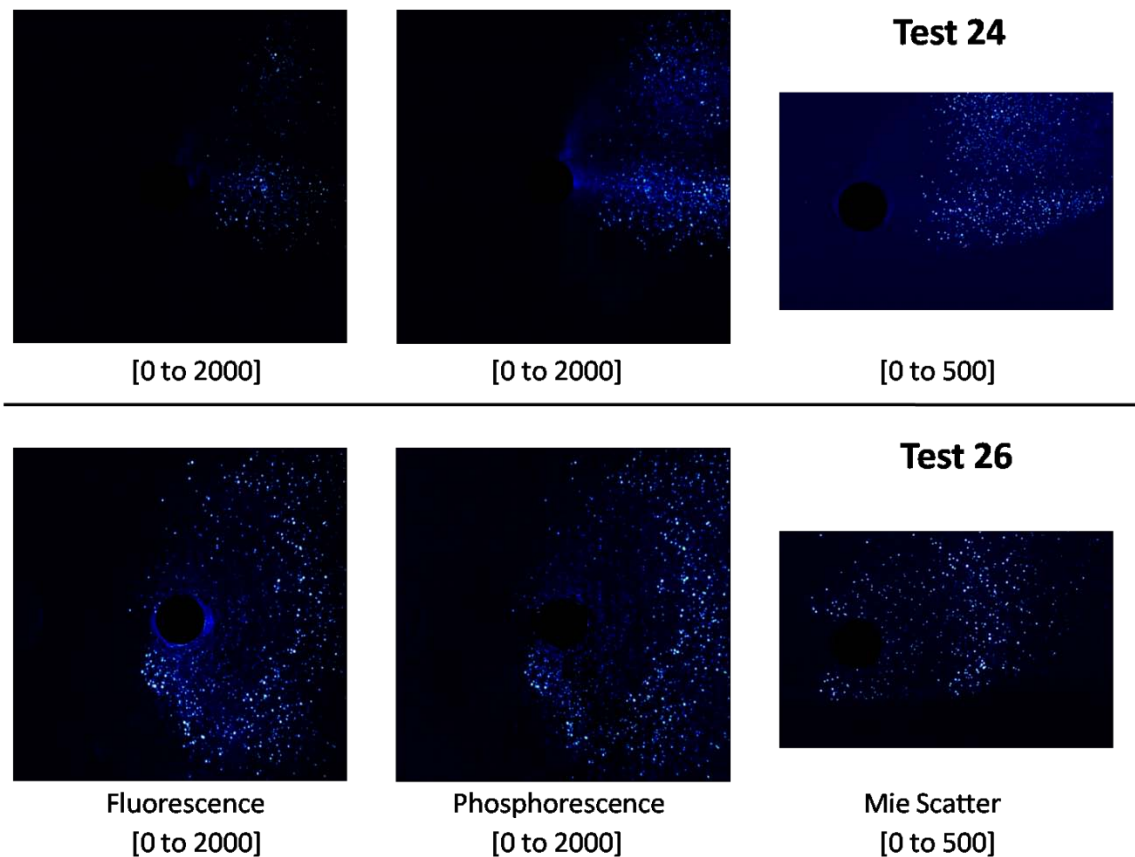 Test 24
[0 to 2000]
[0 to 2000]
[0 to 500]
Test 26
Fluorescence
[0 to 2000]
Phosphorescence
[0 to 2000]
Mie Scatter
[0 to 500]